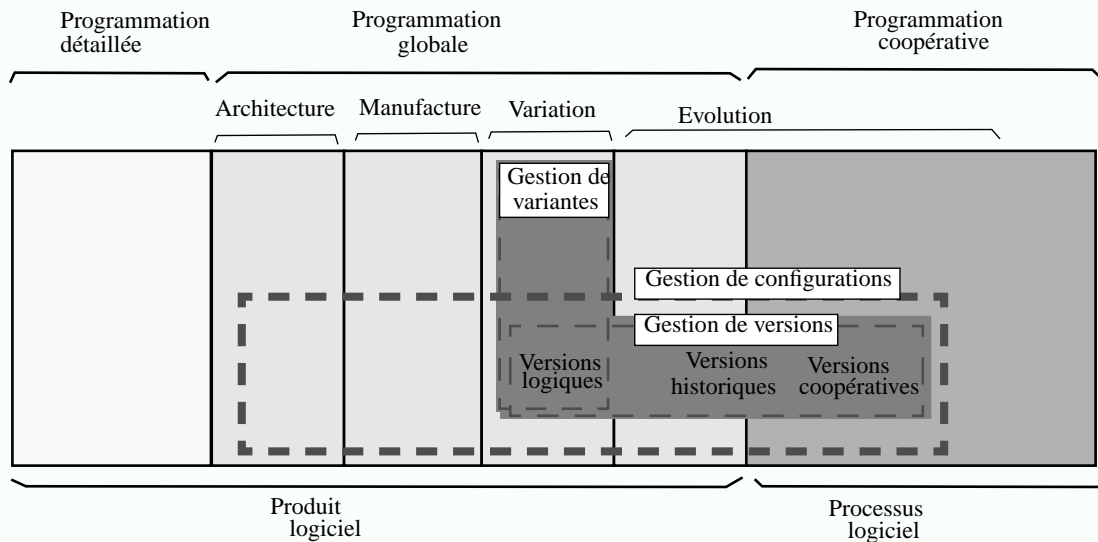 Programmation
détaillée
Programmation
globale
Programmation
coopérative
Architecture
Manufacture
Variation
Evolution
Gestion de
variantes
Gestion de configurations
Gestion de versions
Versions
logiques
Versions
historiques
Versions
coopératives
Produit
logiciel
Processus
logiciel